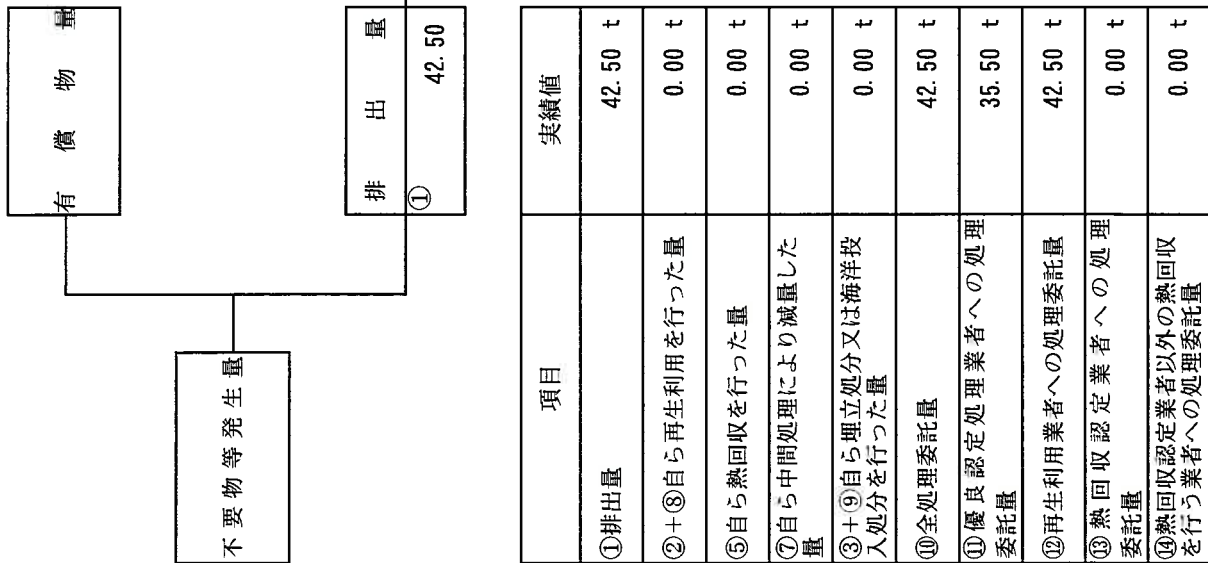 不要物等発生量
有償物量
排出量
① 42.50
項目 実績値
①排出量 42.50 t
②+⑧自ら再生利用を行った量 0.00 t
⑤自ら熱回収を行った量 0.00 t
⑦自ら中間処理により減量した
量 0.00 t
③+⑨自ら埋立処分又は海洋投
入処分を行った量 0.00 t
⑩全処理委託量 42.50 t
⑪優良認定処理業者への処理
委託量 35.50 t
⑫再生利用業者への処理委託量 42.50 t
⑬熱回収認定業者への処理
委託量 0.00 t
⑭熱回収認定業者以外の熱回収
を行う業者への処理委託量 0.00 t